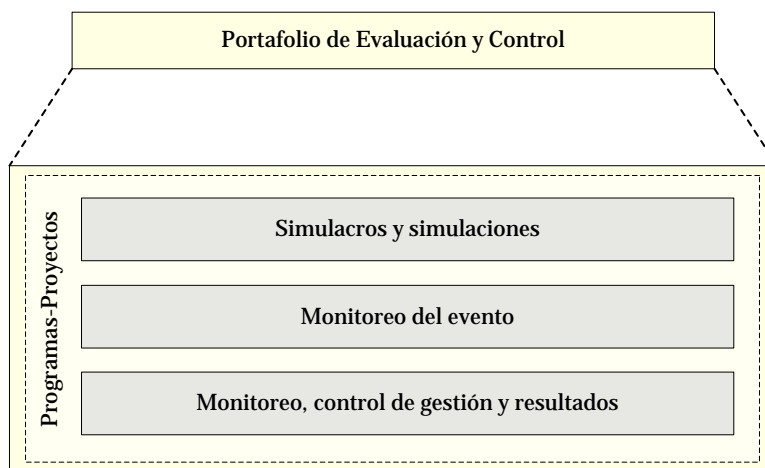 Portafolio de Evaluación y Control
Programas-Proyectos
Simulacros y simulaciones
Monitoreo del evento
Monitoreo, control de gestión y resultados